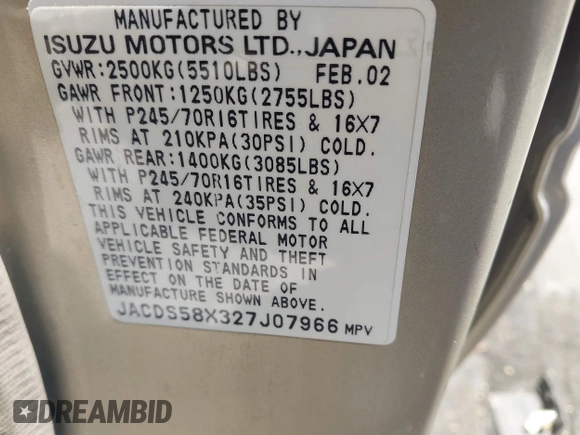 MANUFACTURED BY
ISUZU MOTORS LTD., JAPAN
GVWR:2500KG(5510LBS) FEB.02
GAWR FRONT:1250KG(2755LBS)
WITH P245/70R16TIRES & 16X7
RIMS AT 210KPA(30PSI) COLD.
GAWR REAR:1400KG(3085LBS)
WITH P245/70R16TIRES & 16X7
RIMS AT 240KPA(35PSI) COLD.
THIS VEHICLE CONFORMS TO ALL
APPLICABLE FEDERAL MOTOR
VEHICLE SAFETY AND THEFT
PREVENTION STANDARDS IN
EFFECT ON THE DATE OF
MANUFACTURE SHOWN ABOVE.
JACDS58X327J07966 MPV
DREAMBID